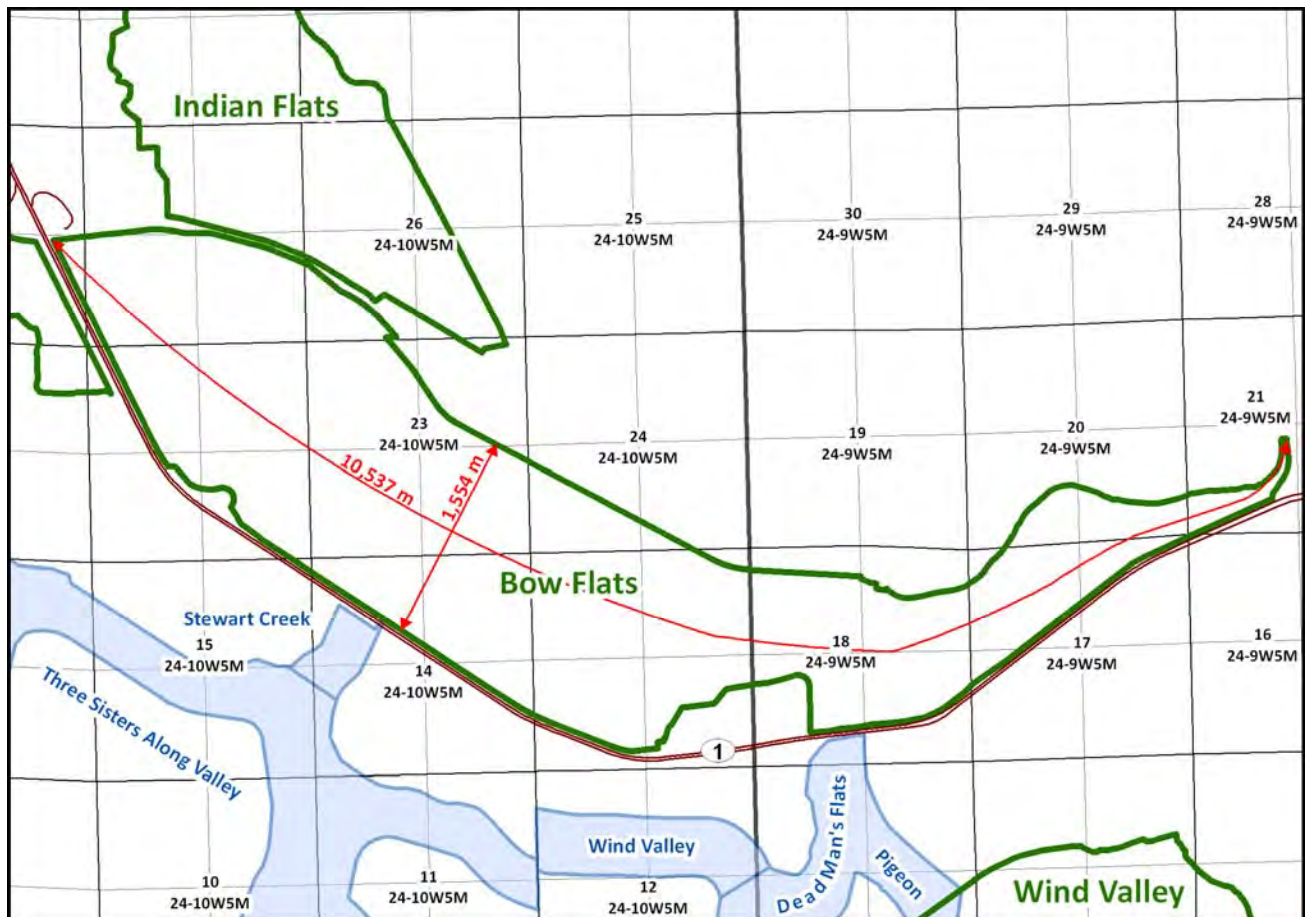 Indian Flats
26
24-10W5M
25
24-10W5M
30
24-9W5M
29
24-9W5M
28
24-9W5M
23
24-10W5M
24
24-10W5M
19
24-9W5M
20
24-9W5M
21
24-9W5M
10,537 m
1,554 m
Bow Flats
Stewart Creek
15
24-10W5M
14
24-10W5M
18
24-9W5M
17
24-9W5M
16
24-9W5M
Three Sisters Along Valley
1
Wind Valley
Dead Man's Flats
Pigeon
10
24-10W5M
11
24-10W5M
12
24-10W5M
Wind Valley